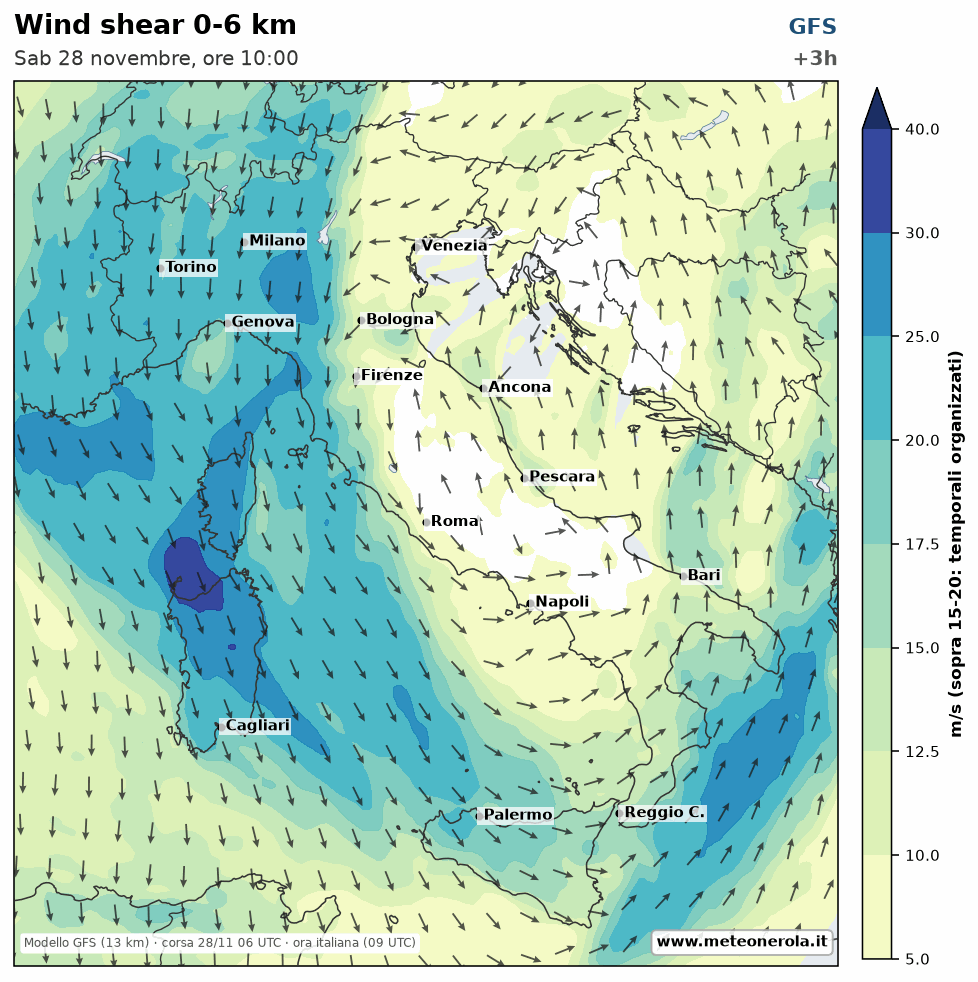 Wind shear 0-6 km
GFS
Sab 28 novembre, ore 10:00
+3h
Milano
Venezia
Torino
Genova
Bologna
Firenze
Ancona
Pescara
Roma
Bari
Napoli
Cagliari
Palermo
Reggio C.
Modello GFS (13 km) · corsa 28/11 06 UTC · ora italiana (09 UTC)
www.meteonerola.it
40.0
30.0
25.0
20.0
17.5
15.0
12.5
10.0
5.0
m/s (sopra 15-20: temporali organizzati)